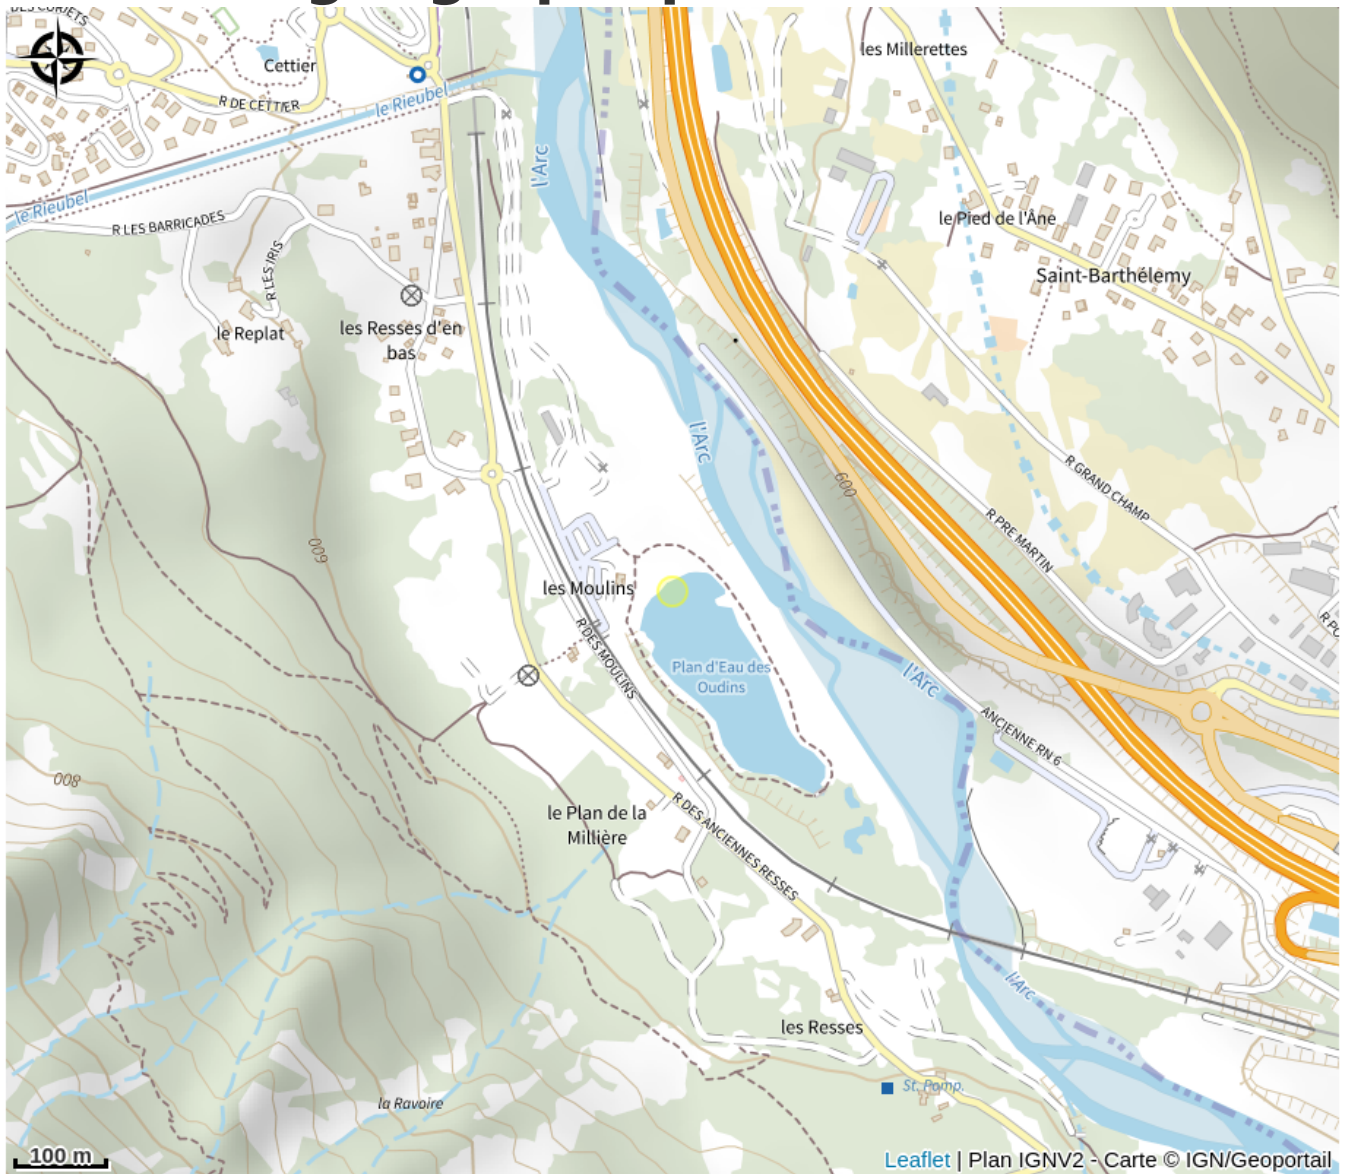 DES CORJETS
les Millerettes
Cettier
R DE CETTIER
le Rieubel
l'Arc
le Rieubel
R LES BARRICADES
le Pied de l'Âne
R LES IRIS
Saint-Barthélemy
le Replat
les Resses d'en
bas
l'Arc
R GRAND CHAMP
600
R PRE MARTIN
600
les Moulins
R DES MOULINS
Plan d'Eau des
Oudins
l'Arc
ANCIENNE RN 6
800
le Plan de la
Millière
R DES ANCIENNES RESSES
l'Arc
les Resses
St. Pomp.
la Ravoire
100 m
Leaflet | Plan IGNV2 - Carte © IGN/Geoportail